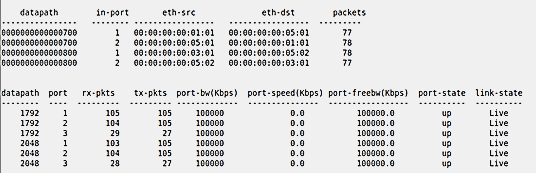 datapath in-port eth-src eth-dst packets
---------------- -------- ----------------- ----------------- --------
0000000000000700 1 00:00:00:00:01:01 00:00:00:00:05:01 77
0000000000000700 2 00:00:00:00:05:01 00:00:00:00:01:01 78
0000000000000800 1 00:00:00:00:03:01 00:00:00:00:05:02 78
0000000000000800 2 00:00:00:00:05:02 00:00:00:00:03:01 77
datapath port rx-pkts tx-pkts port-bw(Kbps) port-speed(Kbps) port-freebw(Kbps) port-state link-state
-------- ---- -------- -------- ------------- --------------- ----------------- ---------- ----------
1792 1 105 105 100000 0.0 100000.0 up Live
1792 2 104 105 100000 0.0 100000.0 up Live
1792 3 29 27 100000 0.0 100000.0 up Live
2048 1 103 105 100000 0.0 100000.0 up Live
2048 2 104 105 100000 0.0 100000.0 up Live
2048 3 28 27 100000 0.0 100000.0 up Live